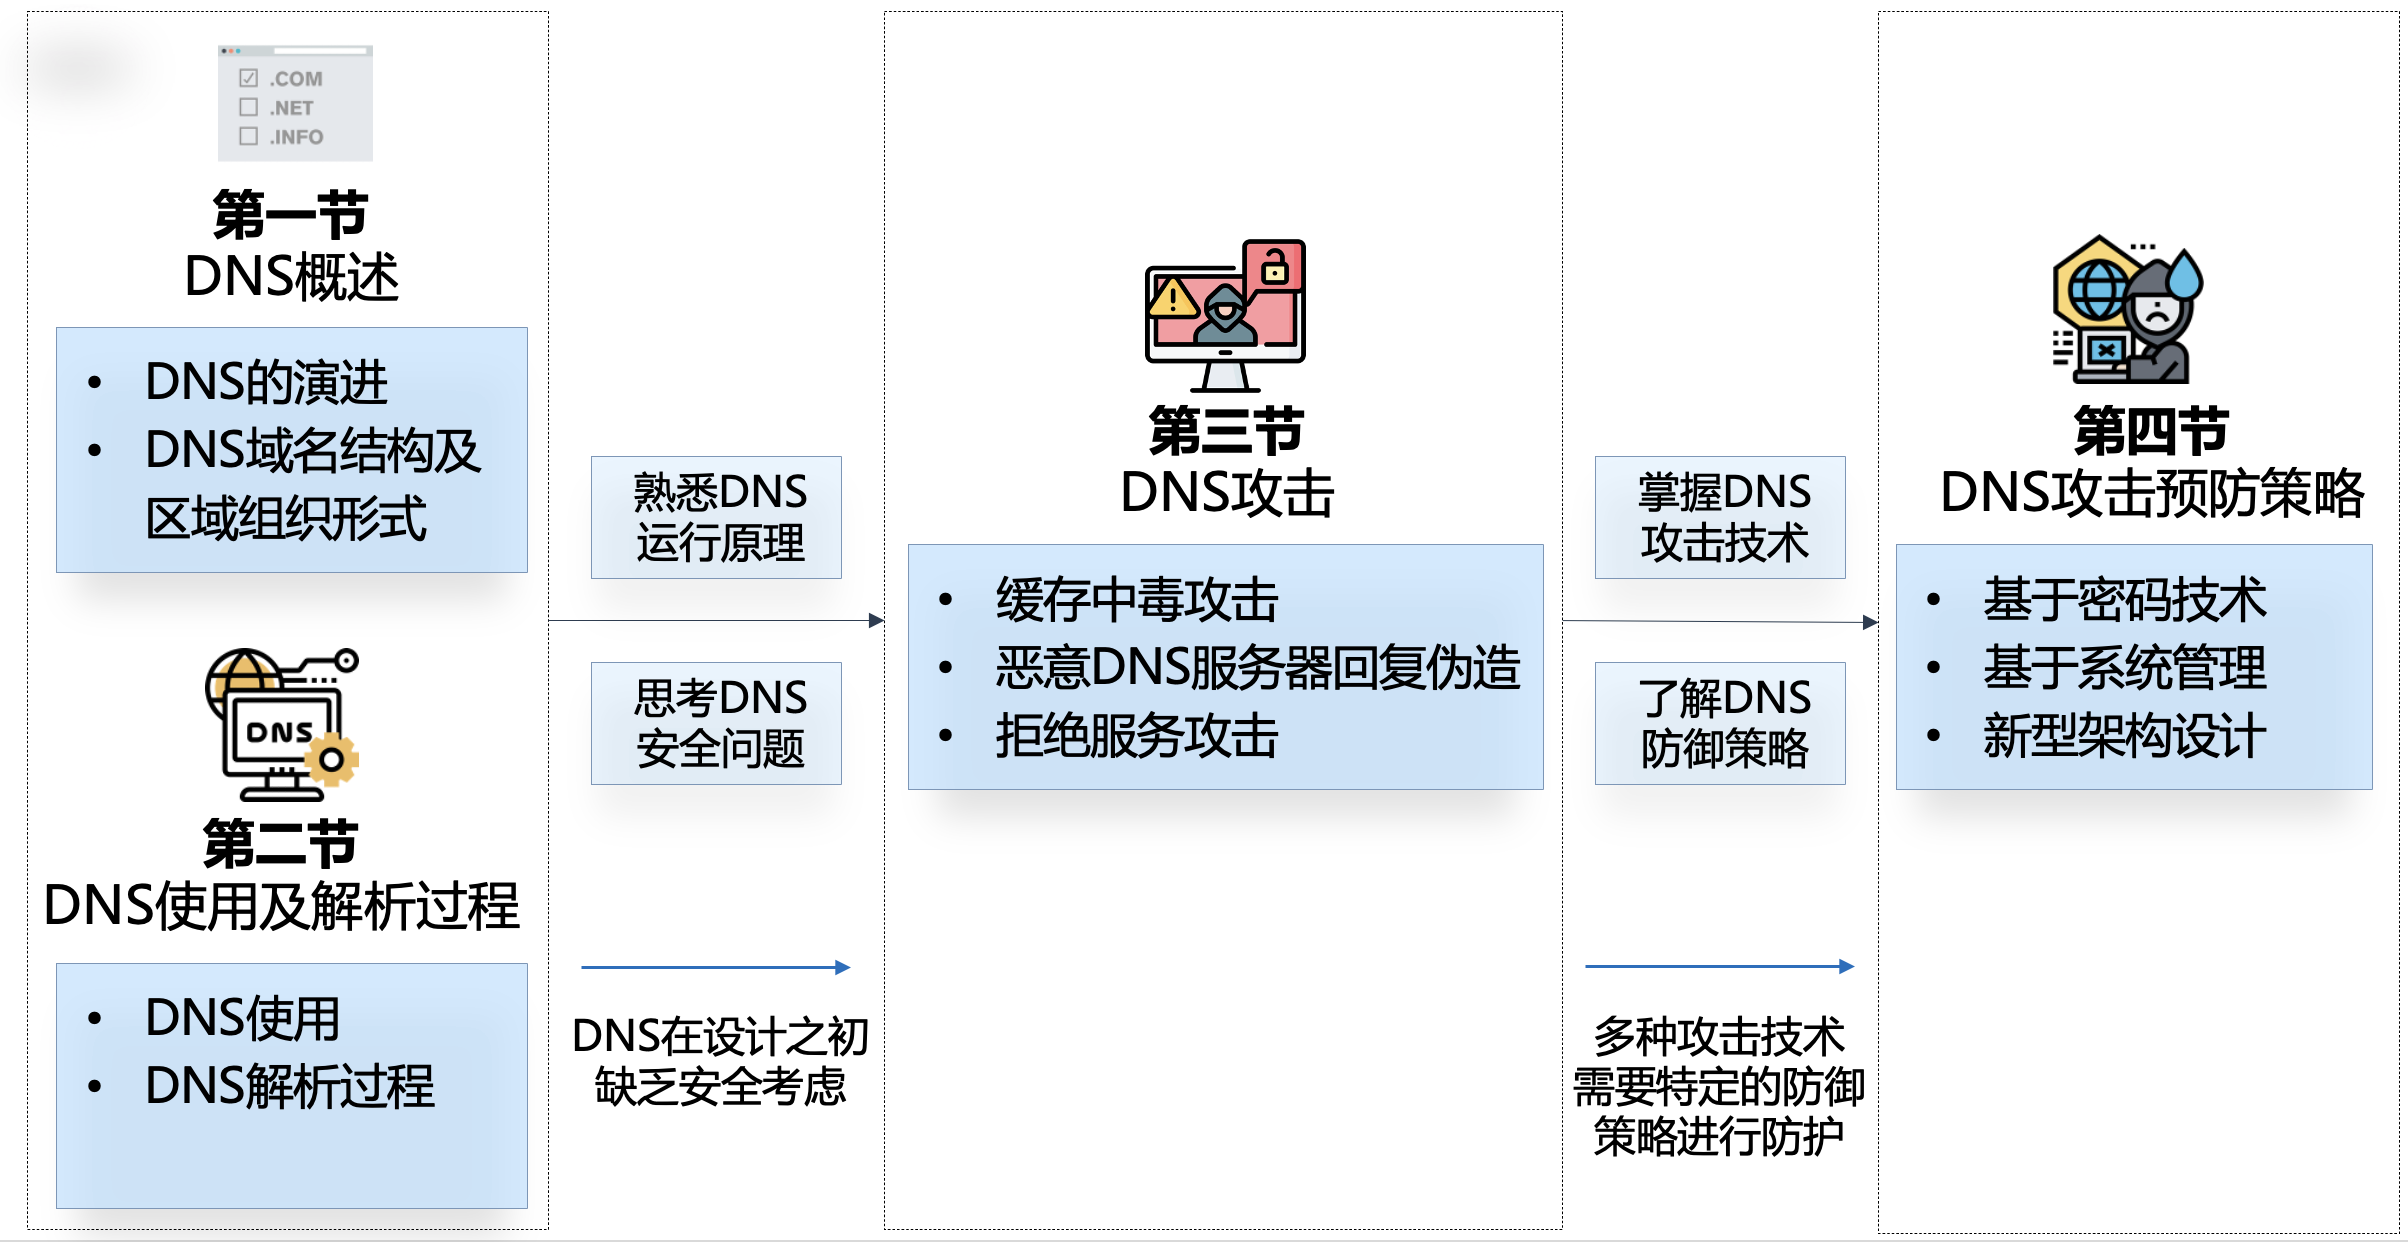 .COM
.NET
.INFO
第一节
DNS概述
• DNS的演进
• DNS域名结构及
区域组织形式
DNS
第二节
DNS使用及解析过程
• DNS使用
• DNS解析过程
熟悉DNS
运行原理
思考DNS
安全问题
DNS在设计之初
缺乏安全考虑
第三节
DNS攻击
• 缓存中毒攻击
• 恶意DNS服务器回复伪造
• 拒绝服务攻击
掌握DNS
攻击技术
了解DNS
防御策略
多种攻击技术
需要特定的防御
策略进行防护
第四节
DNS攻击预防策略
• 基于密码技术
• 基于系统管理
• 新型架构设计